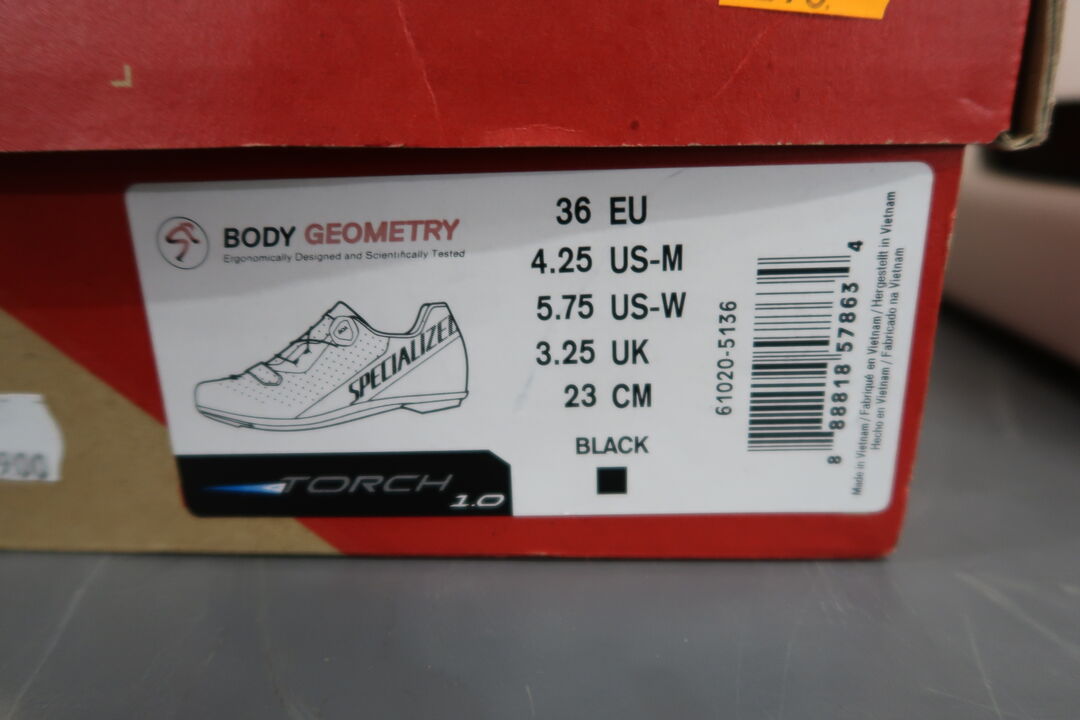 BODY GEOMETRY
Ergonomically Designed and Scientifically Tested
SPECIALIZED
TORCH
1.0
36 EU
4.25 US-M
5.75 US-W
3.25 UK
23 CM
BLACK
61020-5136
8 88818 57863 4
Made in Vietnam / Fabriqué en Vietnam / Hergestellt in Vietnam
Hecho en Vietnam / Fabricado na Vietnam
900